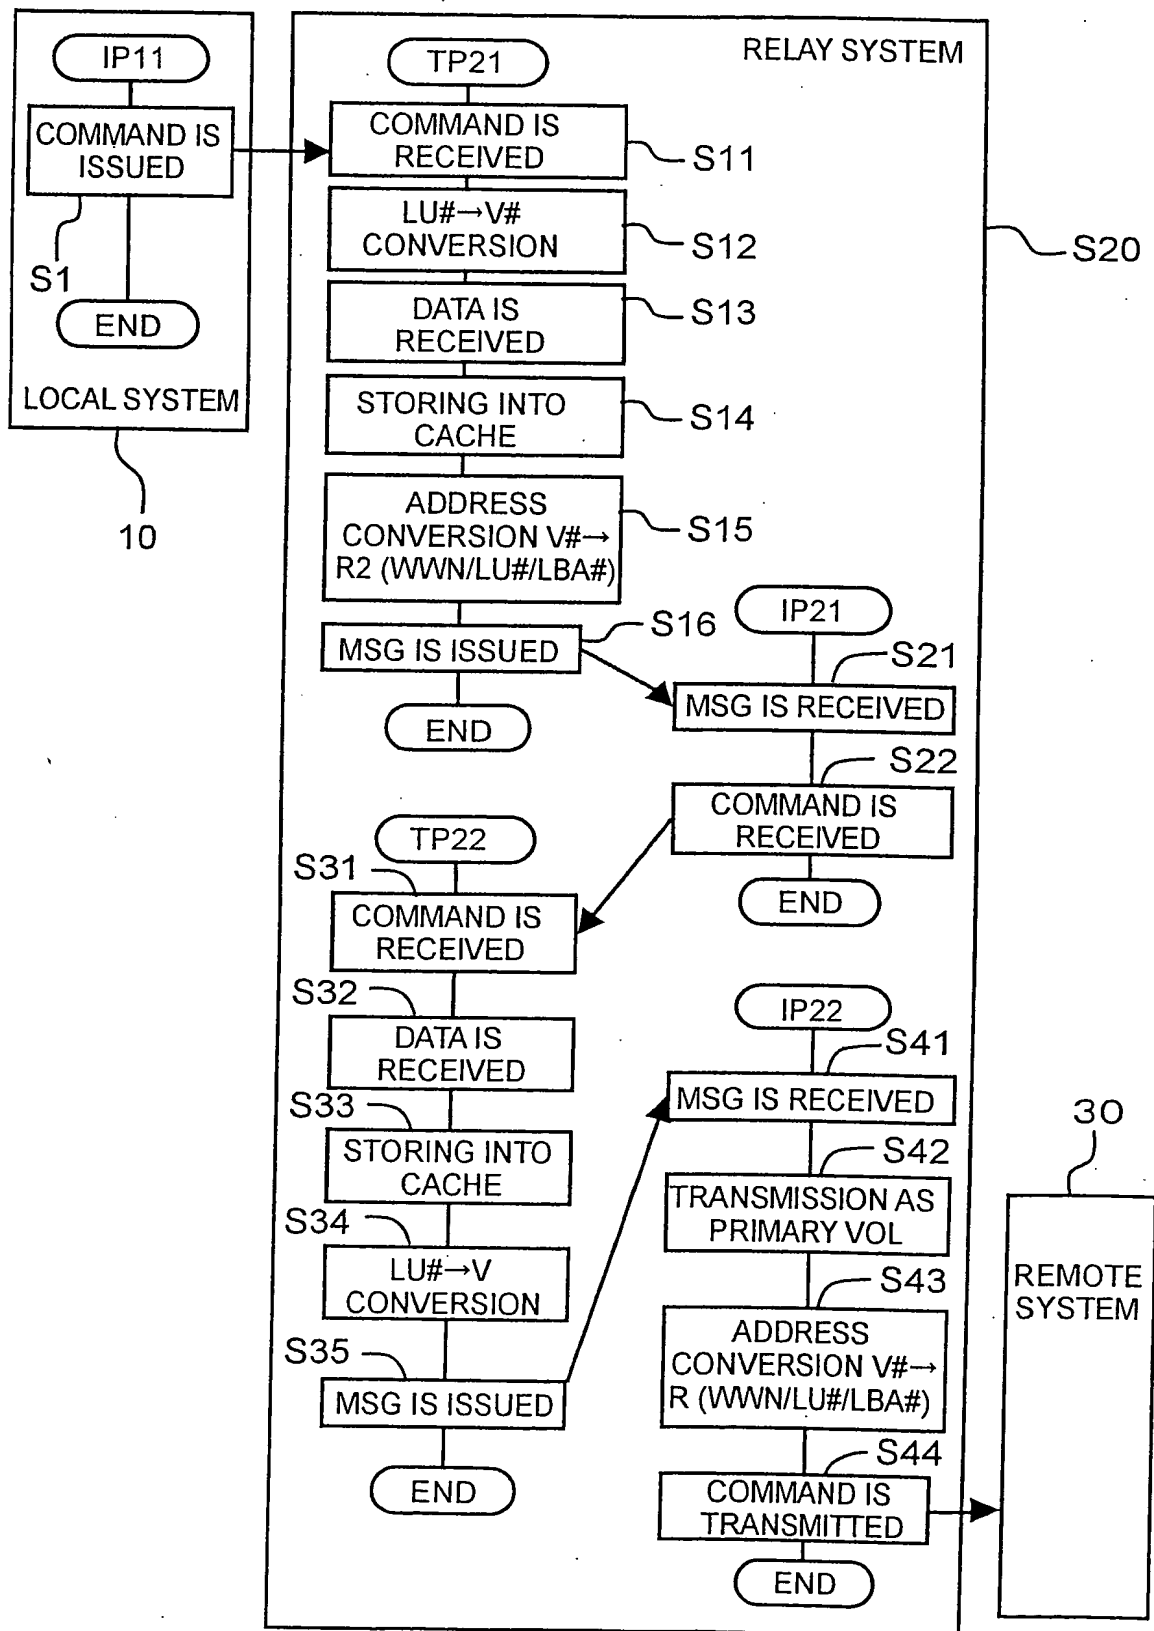 IP11
COMMAND IS
ISSUED
S1
END
LOCAL SYSTEM
10
RELAY SYSTEM
TP21
COMMAND IS
RECEIVED
S11
LU#→V#
CONVERSION
S12
S20
DATA IS
RECEIVED
S13
STORING INTO
CACHE
S14
ADDRESS
CONVERSION V#→
R2 (WWN/LU#/LBA#)
S15
MSG IS ISSUED
S16
END
IP21
S21
MSG IS RECEIVED
S22
COMMAND IS
RECEIVED
END
TP22
S31
COMMAND IS
RECEIVED
S32
DATA IS
RECEIVED
S33
STORING INTO
CACHE
S34
LU#→V
CONVERSION
S35
MSG IS ISSUED
END
IP22
S41
MSG IS RECEIVED
S42
TRANSMISSION AS
PRIMARY VOL
S43
ADDRESS
CONVERSION V#→
R (WWN/LU#/LBA#)
S44
COMMAND IS
TRANSMITTED
END
30
REMOTE
SYSTEM